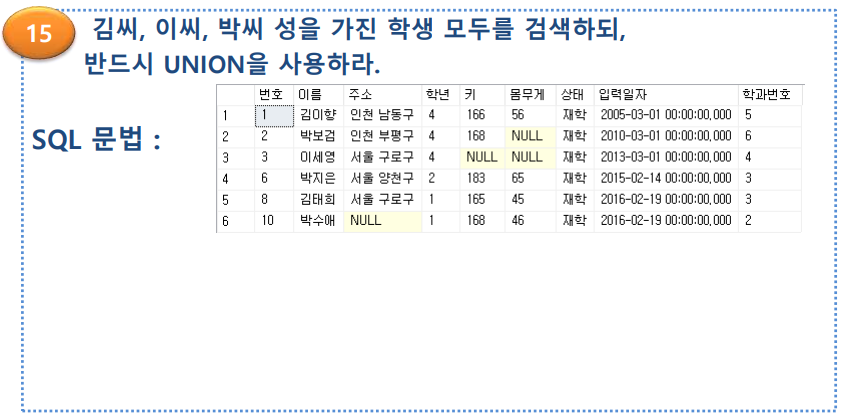 15 김씨, 이씨, 박씨 성을 가진 학생 모두를 검색하되,
반드시 UNION을 사용하라.
번호 이름 주소 학년 키 몸무게 상태 입력일자 학과번호
1 1 김이향 인천 남동구 4 166 56 재학 2005-03-01 00:00:00,000 5
2 2 박보검 인천 부평구 4 168 NULL 재학 2010-03-01 00:00:00,000 6
SQL 문법 :
3 3 이세영 서울 구로구 4 NULL NULL 재학 2013-03-01 00:00:00,000 4
4 6 박지은 서울 양천구 2 183 65 재학 2015-02-14 00:00:00,000 3
5 8 김태희 서울 구로구 1 165 45 재학 2016-02-19 00:00:00,000 3
6 10 박수애 NULL 1 168 46 재학 2016-02-19 00:00:00,000 2